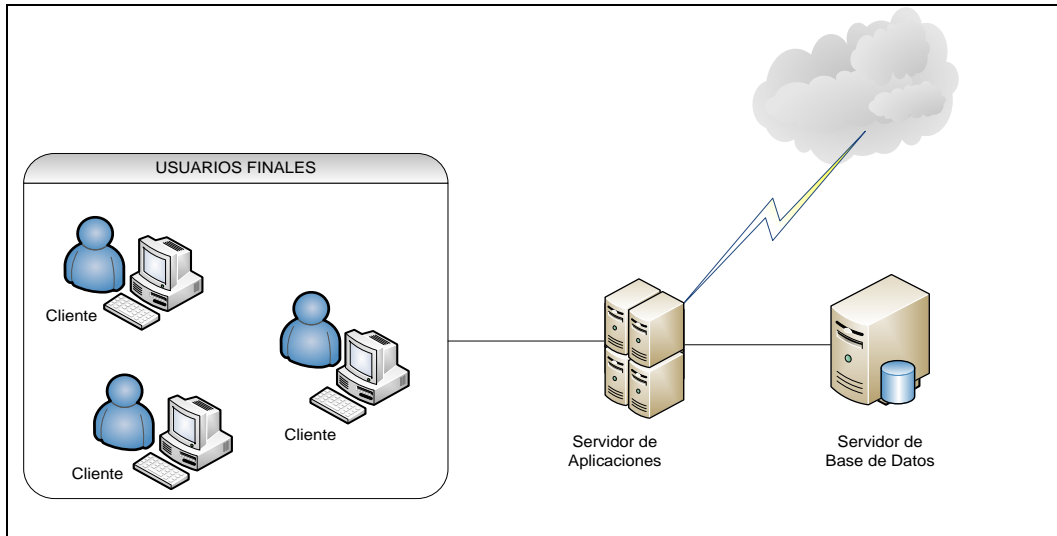 USUARIOS FINALES
Cliente
Cliente
Cliente
Servidor de
Aplicaciones
Servidor de
Base de Datos